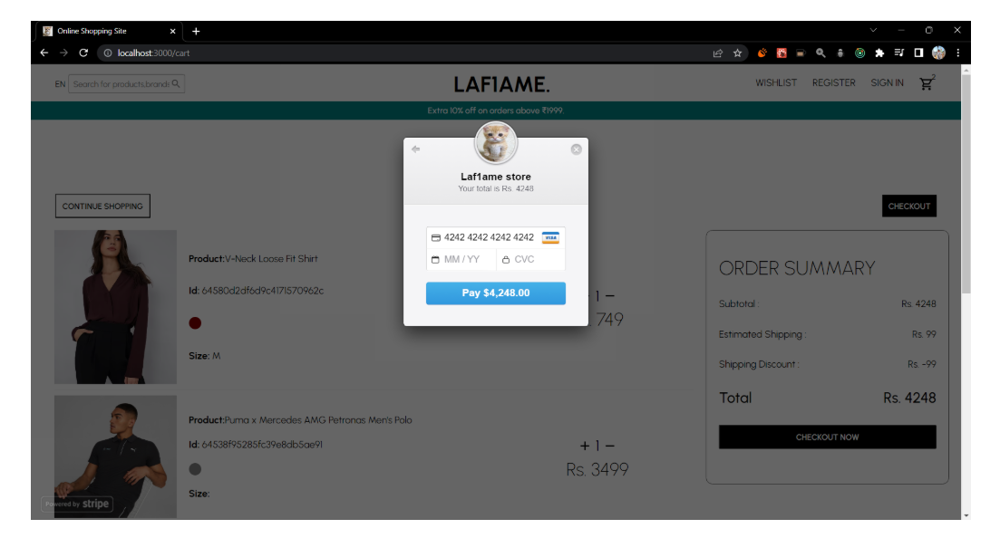 Online Shopping Site
localhost:3000/cart
EN Search for products,brands
LAF1AME.
WISHLIST REGISTER SIGN IN 2
Extra 10% off on orders above ₹1999.
Laf1ame store
Your total is Rs. 4248
4242 4242 4242 4242 VISA
MM / YY CVC
Pay $4,248.00
CONTINUE SHOPPING
CHECKOUT
Product:V-Neck Loose Fit Shirt
Id: 64580d2df6d9c4171570962c
Size: M
1 −
749
Product:Puma x Mercedes AMG Petronas Men's Polo
Id: 64538f95285fc39e8db5ae91
Size:
+ 1 −
Rs. 3499
ORDER SUMMARY
Subtotal : Rs. 4248
Estimated Shipping : Rs. 99
Shipping Discount : Rs. -99
Total Rs. 4248
CHECKOUT NOW
Powered by stripe